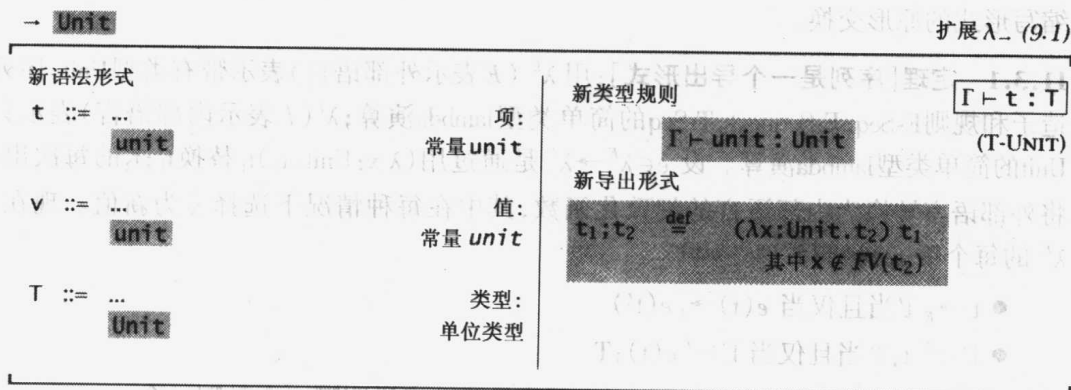 → Unit
扩展 λ→ (9.1)
新语法形式
t ::= ...
项:
unit
常量unit
v ::= ...
值:
unit
常量 unit
T ::= ...
类型:
Unit
单位类型
新类型规则
Γ ⊢ t : T
Γ ⊢ unit : Unit
(T-UNIT)
新导出形式
t₁;t₂ def= (λx:Unit.t₂) t₁
其中x ∉ FV(t₂)